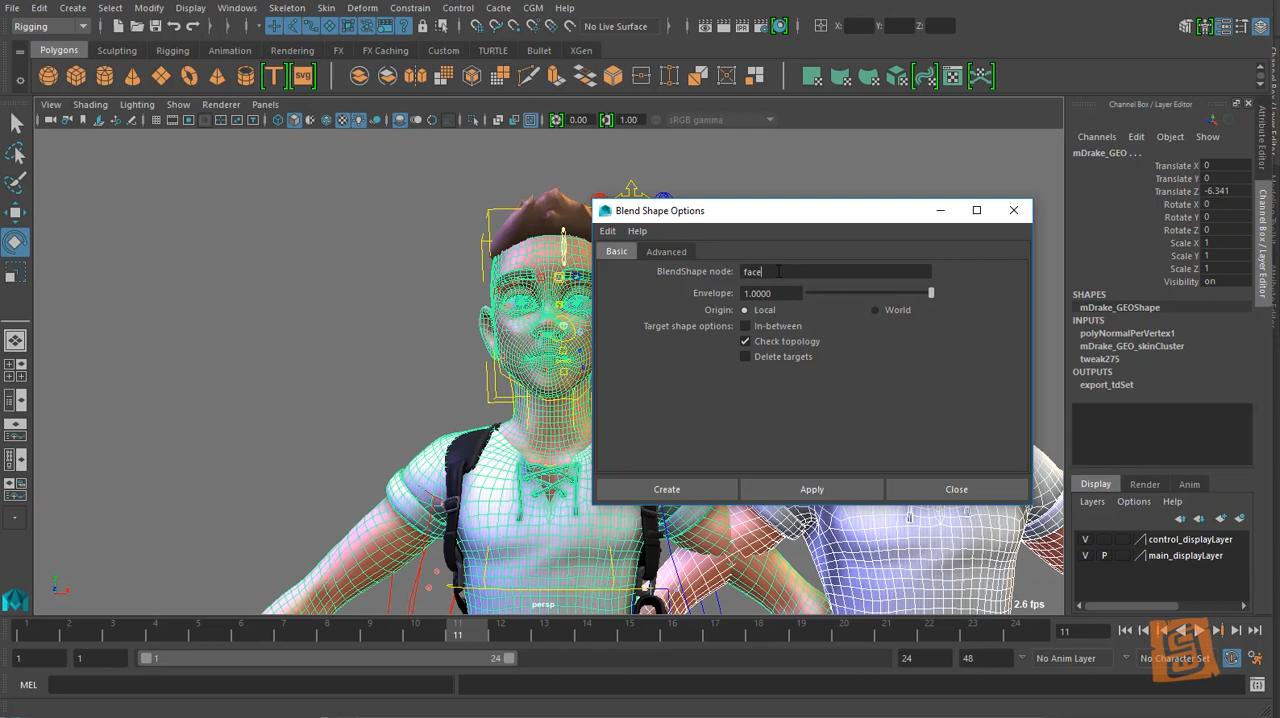 File Edit Create Select Modify Display Windows Skeleton Skin Deform Constrain Control Cache CGM Help
Rigging No Live Surface X: Y: Z:
Polygons Sculpting Rigging Animation Rendering FX FX Caching Custom TURTLE Bullet XGen
T svg
View Shading Lighting Show Renderer Panels
0.00 1.00 sRGB gamma
Channel Box / Layer Editor
Channels Edit Object Show
mDrake_GEO . . .
Translate X 0
Translate Y 0
Translate Z -6.341
Rotate X 0
Rotate Y 0
Rotate Z 0
Scale X 1
Scale Y 1
Scale Z 1
Visibility on
SHAPES
mDrake_GEOShape
INPUTS
polyNormalPerVertex1
mDrake_GEO_skinCluster
tweak275
OUTPUTS
export_tdSet
Attribute Editor
Channel Box / Layer Editor
Blend Shape Options
Edit Help
Basic Advanced
BlendShape node: face
Envelope: 1.0000
Origin: Local World
Target shape options: In-between
Check topology
Delete targets
Create Apply Close
Display Render Anim
Layers Options Help
V control_displayLayer
V P main_displayLayer
persp
2.6 fps
1 2 3 4 5 6 7 8 9 10 11 12 13 14 15 16 17 18 19 20 21 22 23 24
11
11
1 1 1 24 24 48 No Anim Layer No Character Set
MEL